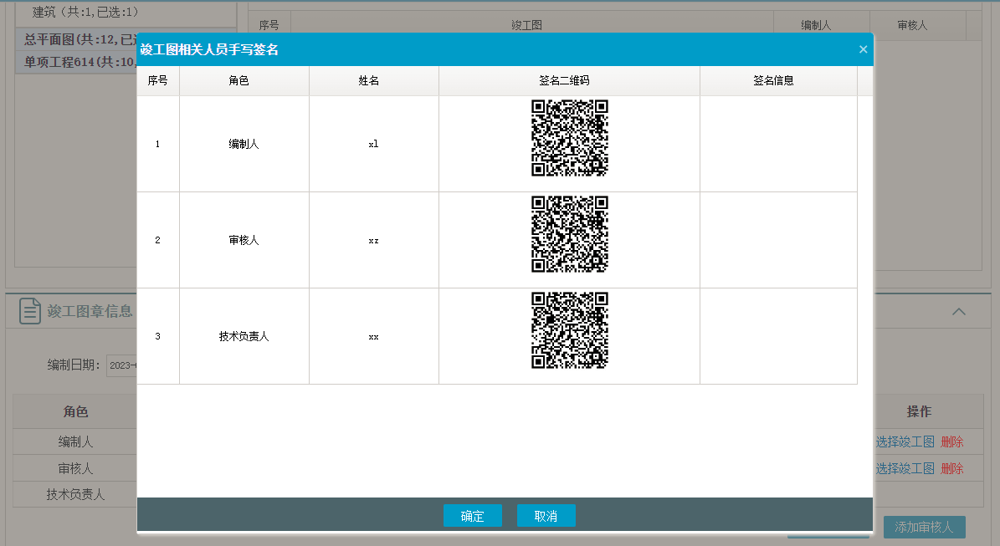 建筑（共:1,已选:1）
序号 竣工图 编制人 审核人
总平面图(共:12,已
单项工程614(共:10,
竣工图相关人员手写签名 ×
序号 角色 姓名 签名二维码 签名信息
1 编制人 xl
2 审核人 xz
3 技术负责人 xx
竣工图章信息
编制日期： 2023-
角色 操作
编制人 选择竣工图 删除
审核人 选择竣工图 删除
技术负责人
确定 取消
添加审核人